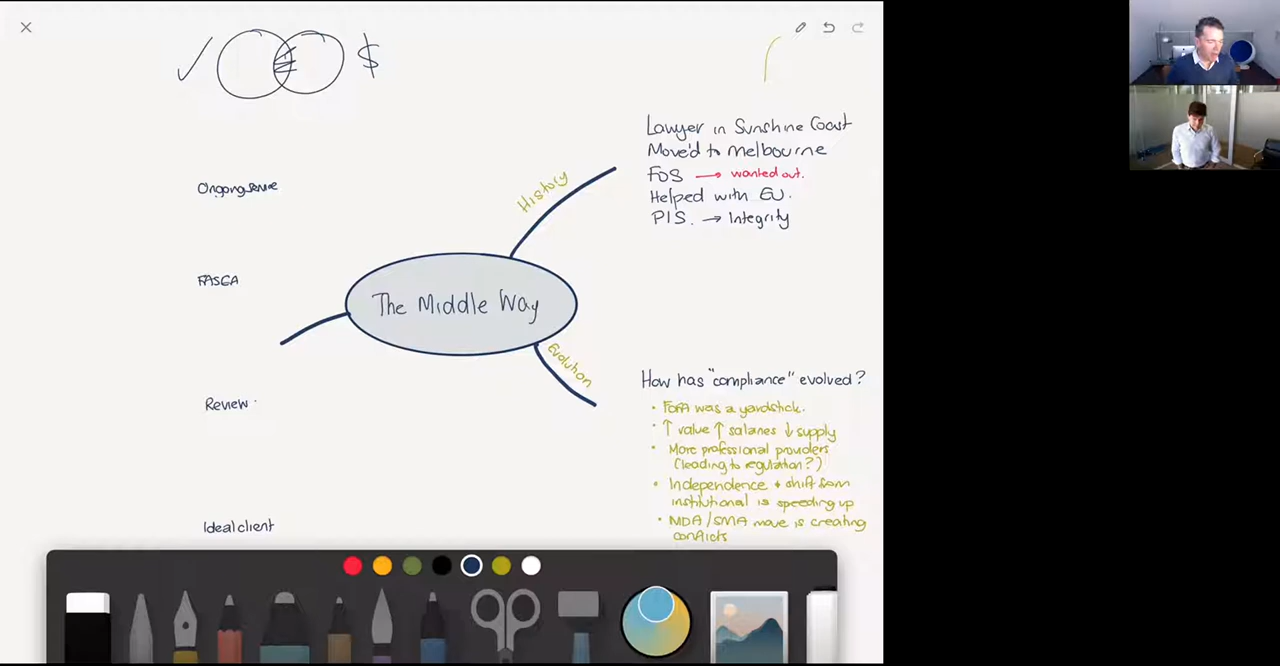 ✓ $
Lawyer in Sunshine Coast
Move'd to Melbourne
FOS → wanted out.
Helped with EU.
PIS. → Integrity
History
Ongoing serve
FASEA
The Middle Way
Evolution
Review
Ideal client
How has "compliance" evolved?
• FOFA was a yardstick.
• ↑ value ↑ salaries ↓ supply
• More professional providers
(leading to regulation?)
• Independence + shift from
institutional is speeding up
• MDA/SMA move is creating
conflicts